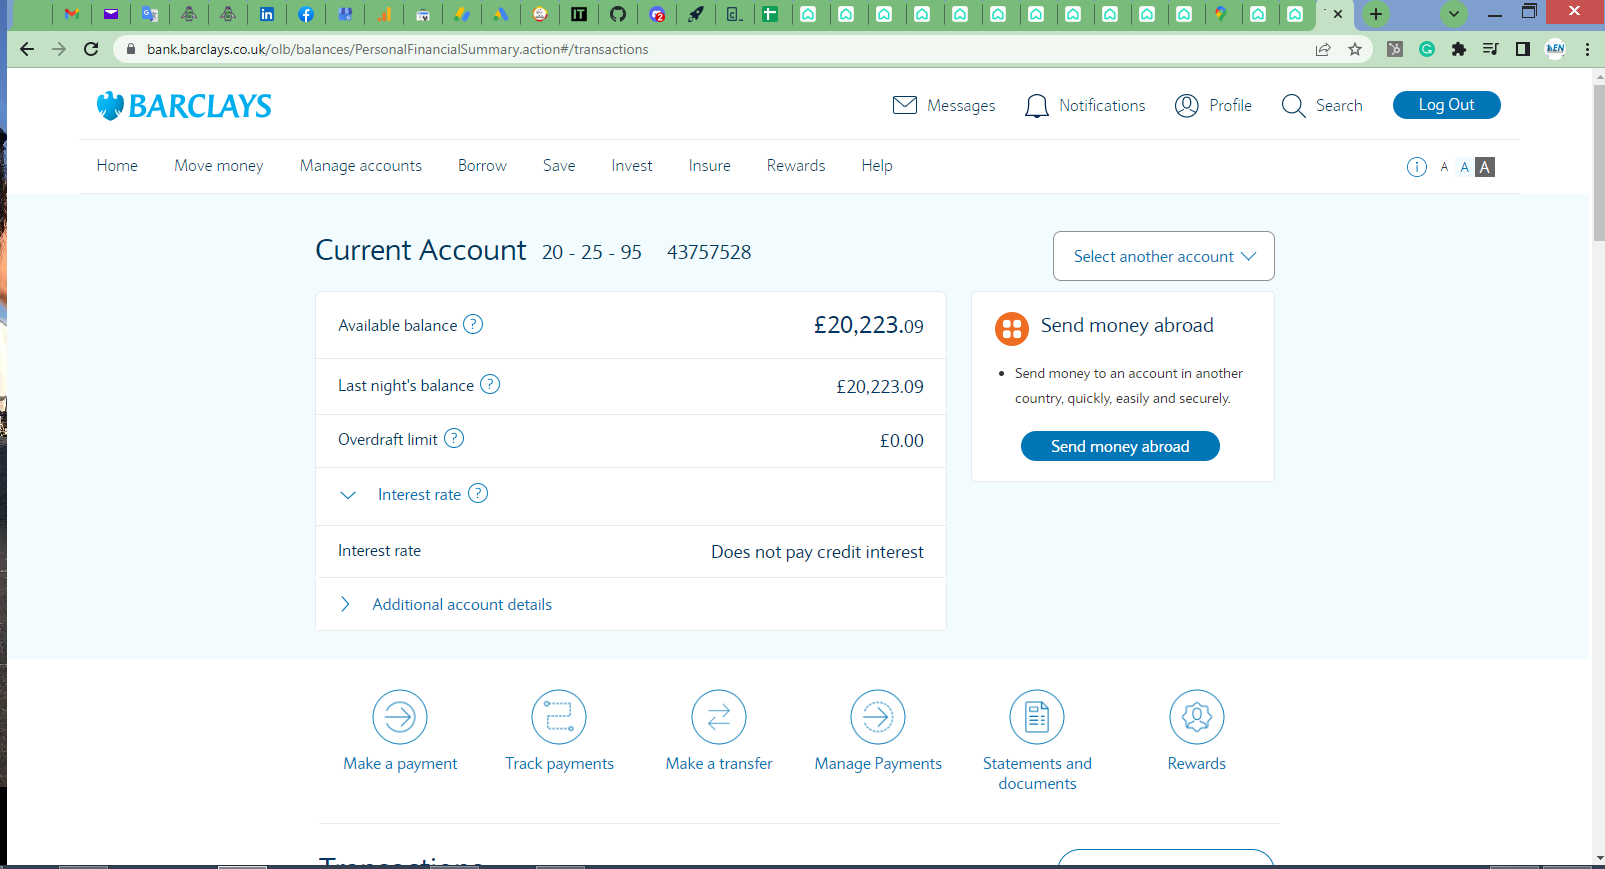 bank.barclays.co.uk/olb/balances/PersonalFinancialSummary.action#/transactions
BARCLAYS
Messages
Notifications
Profile
Search
Log Out
Home
Move money
Manage accounts
Borrow
Save
Invest
Insure
Rewards
Help
A A A
Current Account 20 - 25 - 95 43757528
Select another account
Available balance ? £20,223.09
Last night's balance ? £20,223.09
Overdraft limit ? £0.00
Interest rate ?
Interest rate Does not pay credit interest
Additional account details
Send money abroad
• Send money to an account in another
country, quickly, easily and securely.
Send money abroad
Make a payment
Track payments
Make a transfer
Manage Payments
Statements and
documents
Rewards
Transactions